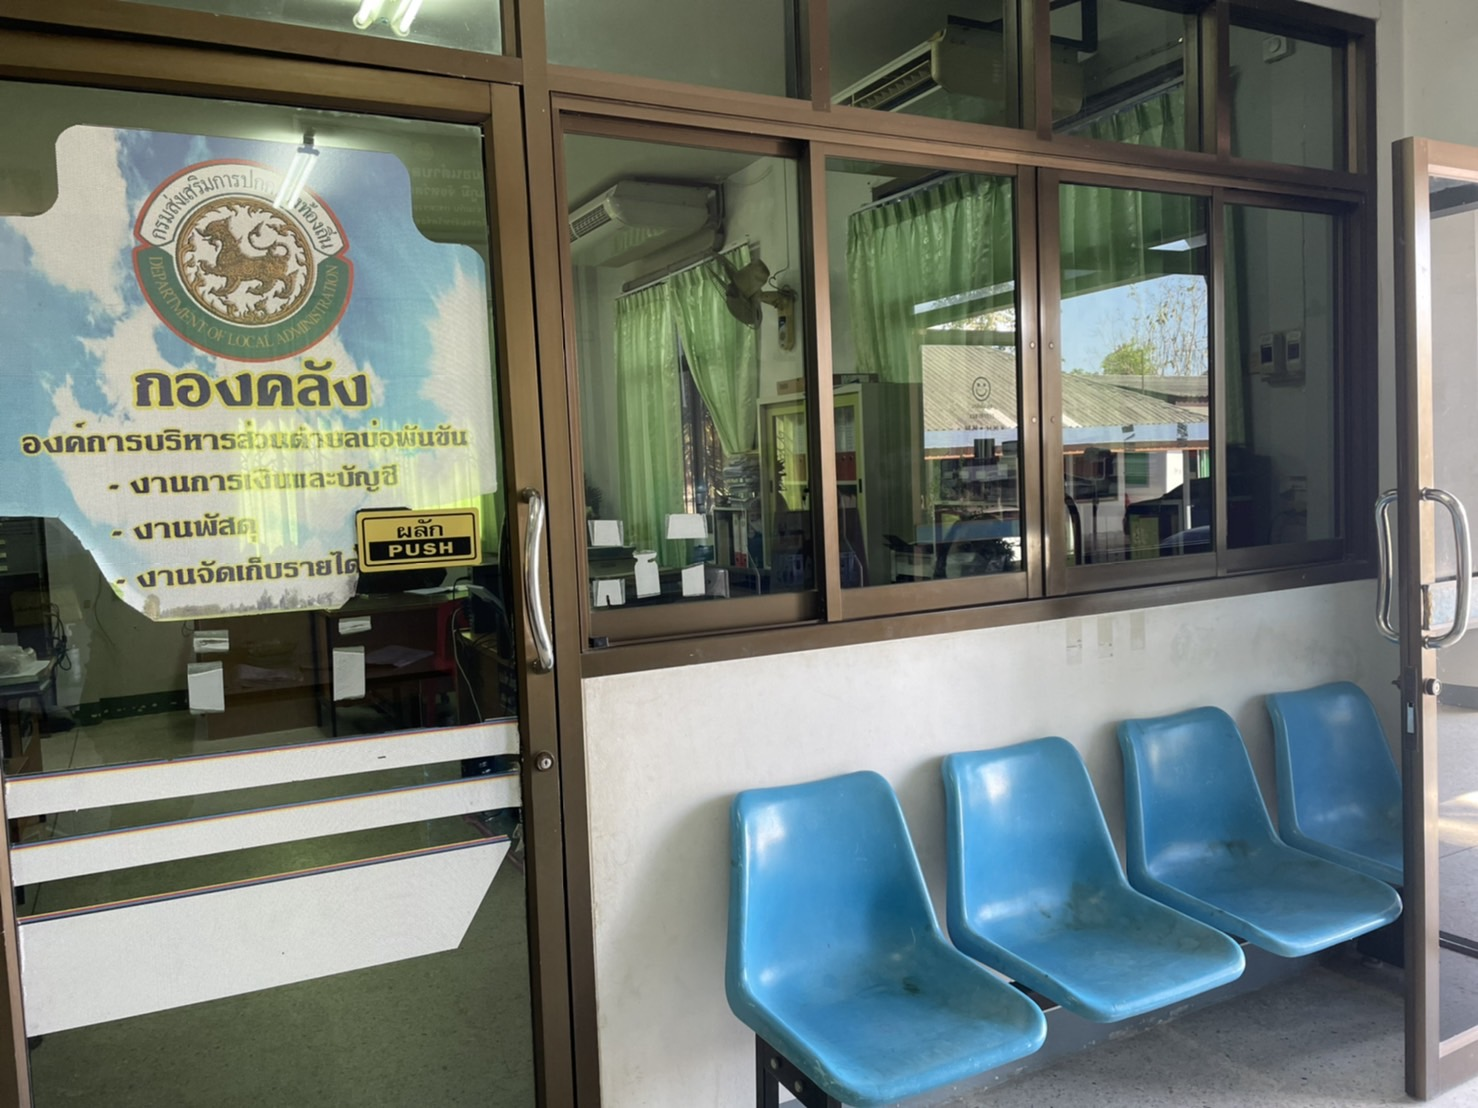 กรมส่งเสริมการปกครองท้องถิ่น
DEPARTMENT OF LOCAL ADMINISTRATION
กองคลัง
องค์การบริหารส่วนตำบลบ่อพันขัน
- งานการเงินและบัญชี
- งานพัสดุ
- งานจัดเก็บรายได้
ผลัก
PUSH